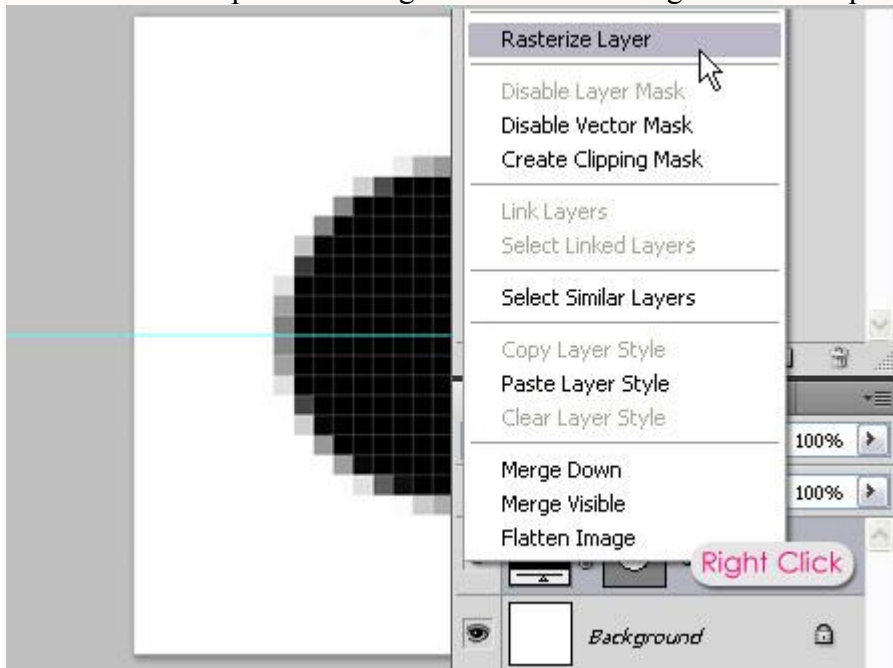 Rasterize Layer
Disable Layer Mask
Disable Vector Mask
Create Clipping Mask
Link Layers
Select Linked Layers
Select Similar Layers
Copy Layer Style
Paste Layer Style
Clear Layer Style
100%
Merge Down
100%
Merge Visible
Flatten Image
Right Click
Background